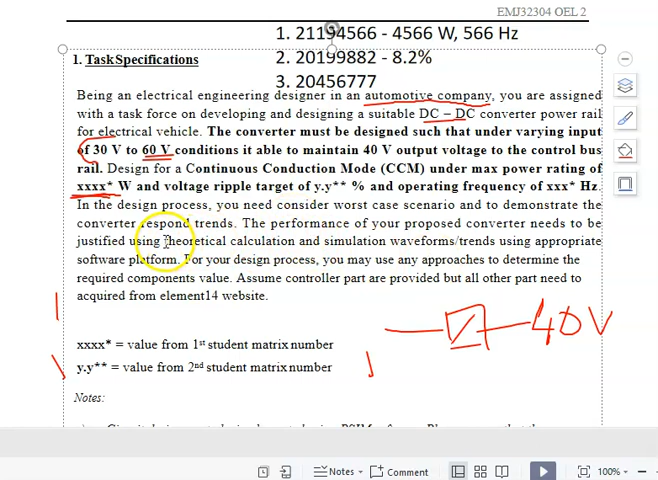 EMJ32304 OEL 2
1. 21194566 - 4566 W, 566 Hz
2. 20199882 - 8.2%
3. 20456777
1. TaskSpecifications
Being an electrical engineering designer in an automotive company, you are assigned
with a task force on developing and designing a suitable DC – DC converter power rail
for electrical vehicle. The converter must be designed such that under varying input
of 30 V to 60 V conditions it able to maintain 40 V output voltage to the control bus
rail. Design for a Continuous Conduction Mode (CCM) under max power rating of
xxxx* W and voltage ripple target of y.y** % and operating frequency of xxx* Hz.
In the design process, you need consider worst case scenario and to demonstrate the
converter respond trends. The performance of your proposed converter needs to be
justified using theoretical calculation and simulation waveforms/trends using appropriate
software platform. For your design process, you may use any approaches to determine the
required components value. Assume controller part are provided but all other part need to
acquired from element14 website.
40V
xxxx* = value from 1st student matrix number
y.y** = value from 2nd student matrix number
Notes:
Notes
Comment
100%